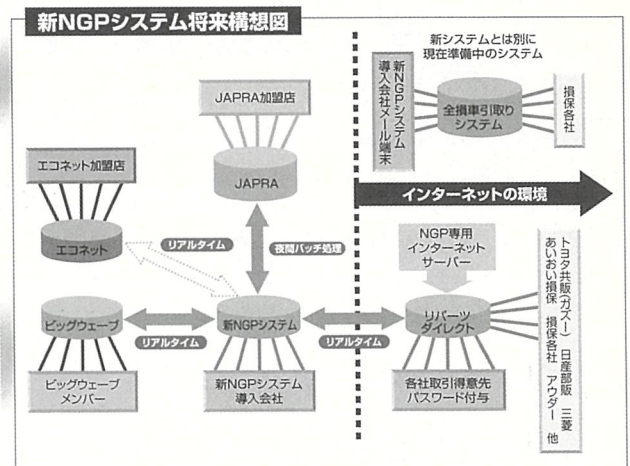 新NGPシステム将来構想図
新システムとは別に
現在準備中のシステム
新NGPシステム
導入会社メール端末
全損車引取り
システム
損保各社
JAPRA加盟店
JAPRA
エコネット加盟店
エコネット
リアルタイム
夜間バッチ処理
インターネットの環境
NGP専用
インターネット
サーバー
ビッグウェーブ
リアルタイム
新NGPシステム
リアルタイム
リパーツ
ダイレクト
トヨタ共販(ガズー) 日産部販 三菱
あいおい損保 損保各社 アウダー 他
ビッグウェーブ
メンバー
新NGPシステム
導入会社
各社取引得意先
パスワード付与